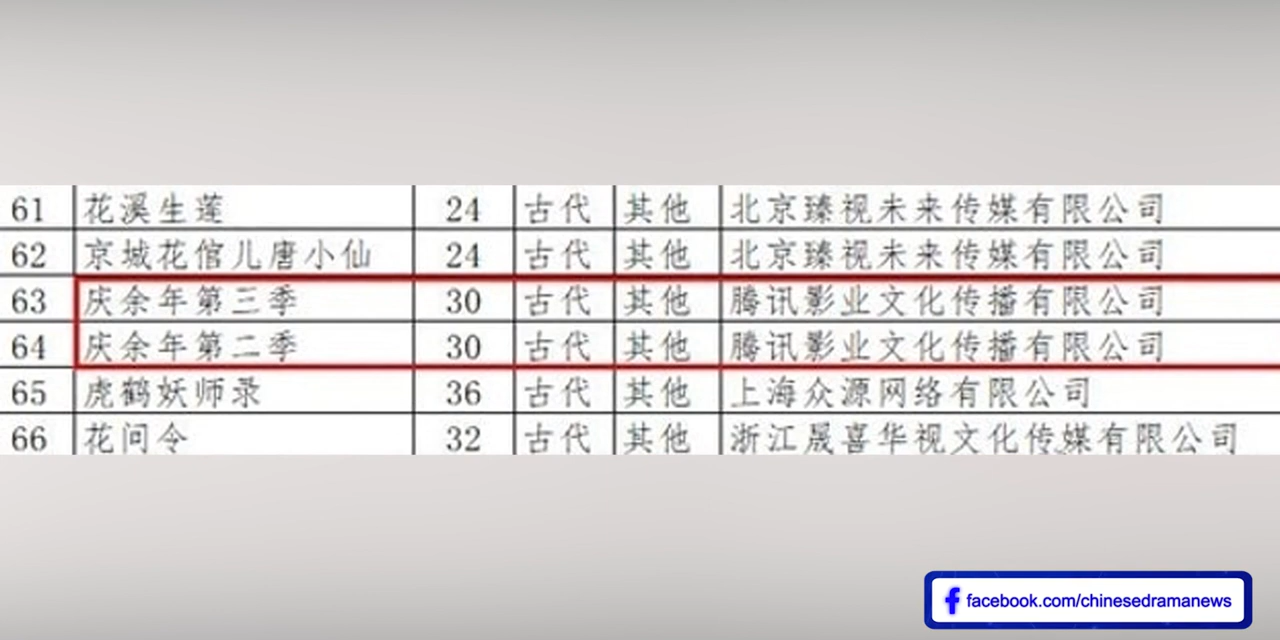 61 花溪生莲 24 古代 其他 北京臻视未来传媒有限公司
62 京城花倌儿唐小仙 24 古代 其他 北京臻视未来传媒有限公司
63 庆余年第三季 30 古代 其他 腾讯影业文化传播有限公司
64 庆余年第二季 30 古代 其他 腾讯影业文化传播有限公司
65 虎鹤妖师录 36 古代 其他 上海众源网络有限公司
66 花问令 32 古代 其他 浙江晟喜华视文化传媒有限公司
facebook.com/chinesedramanews